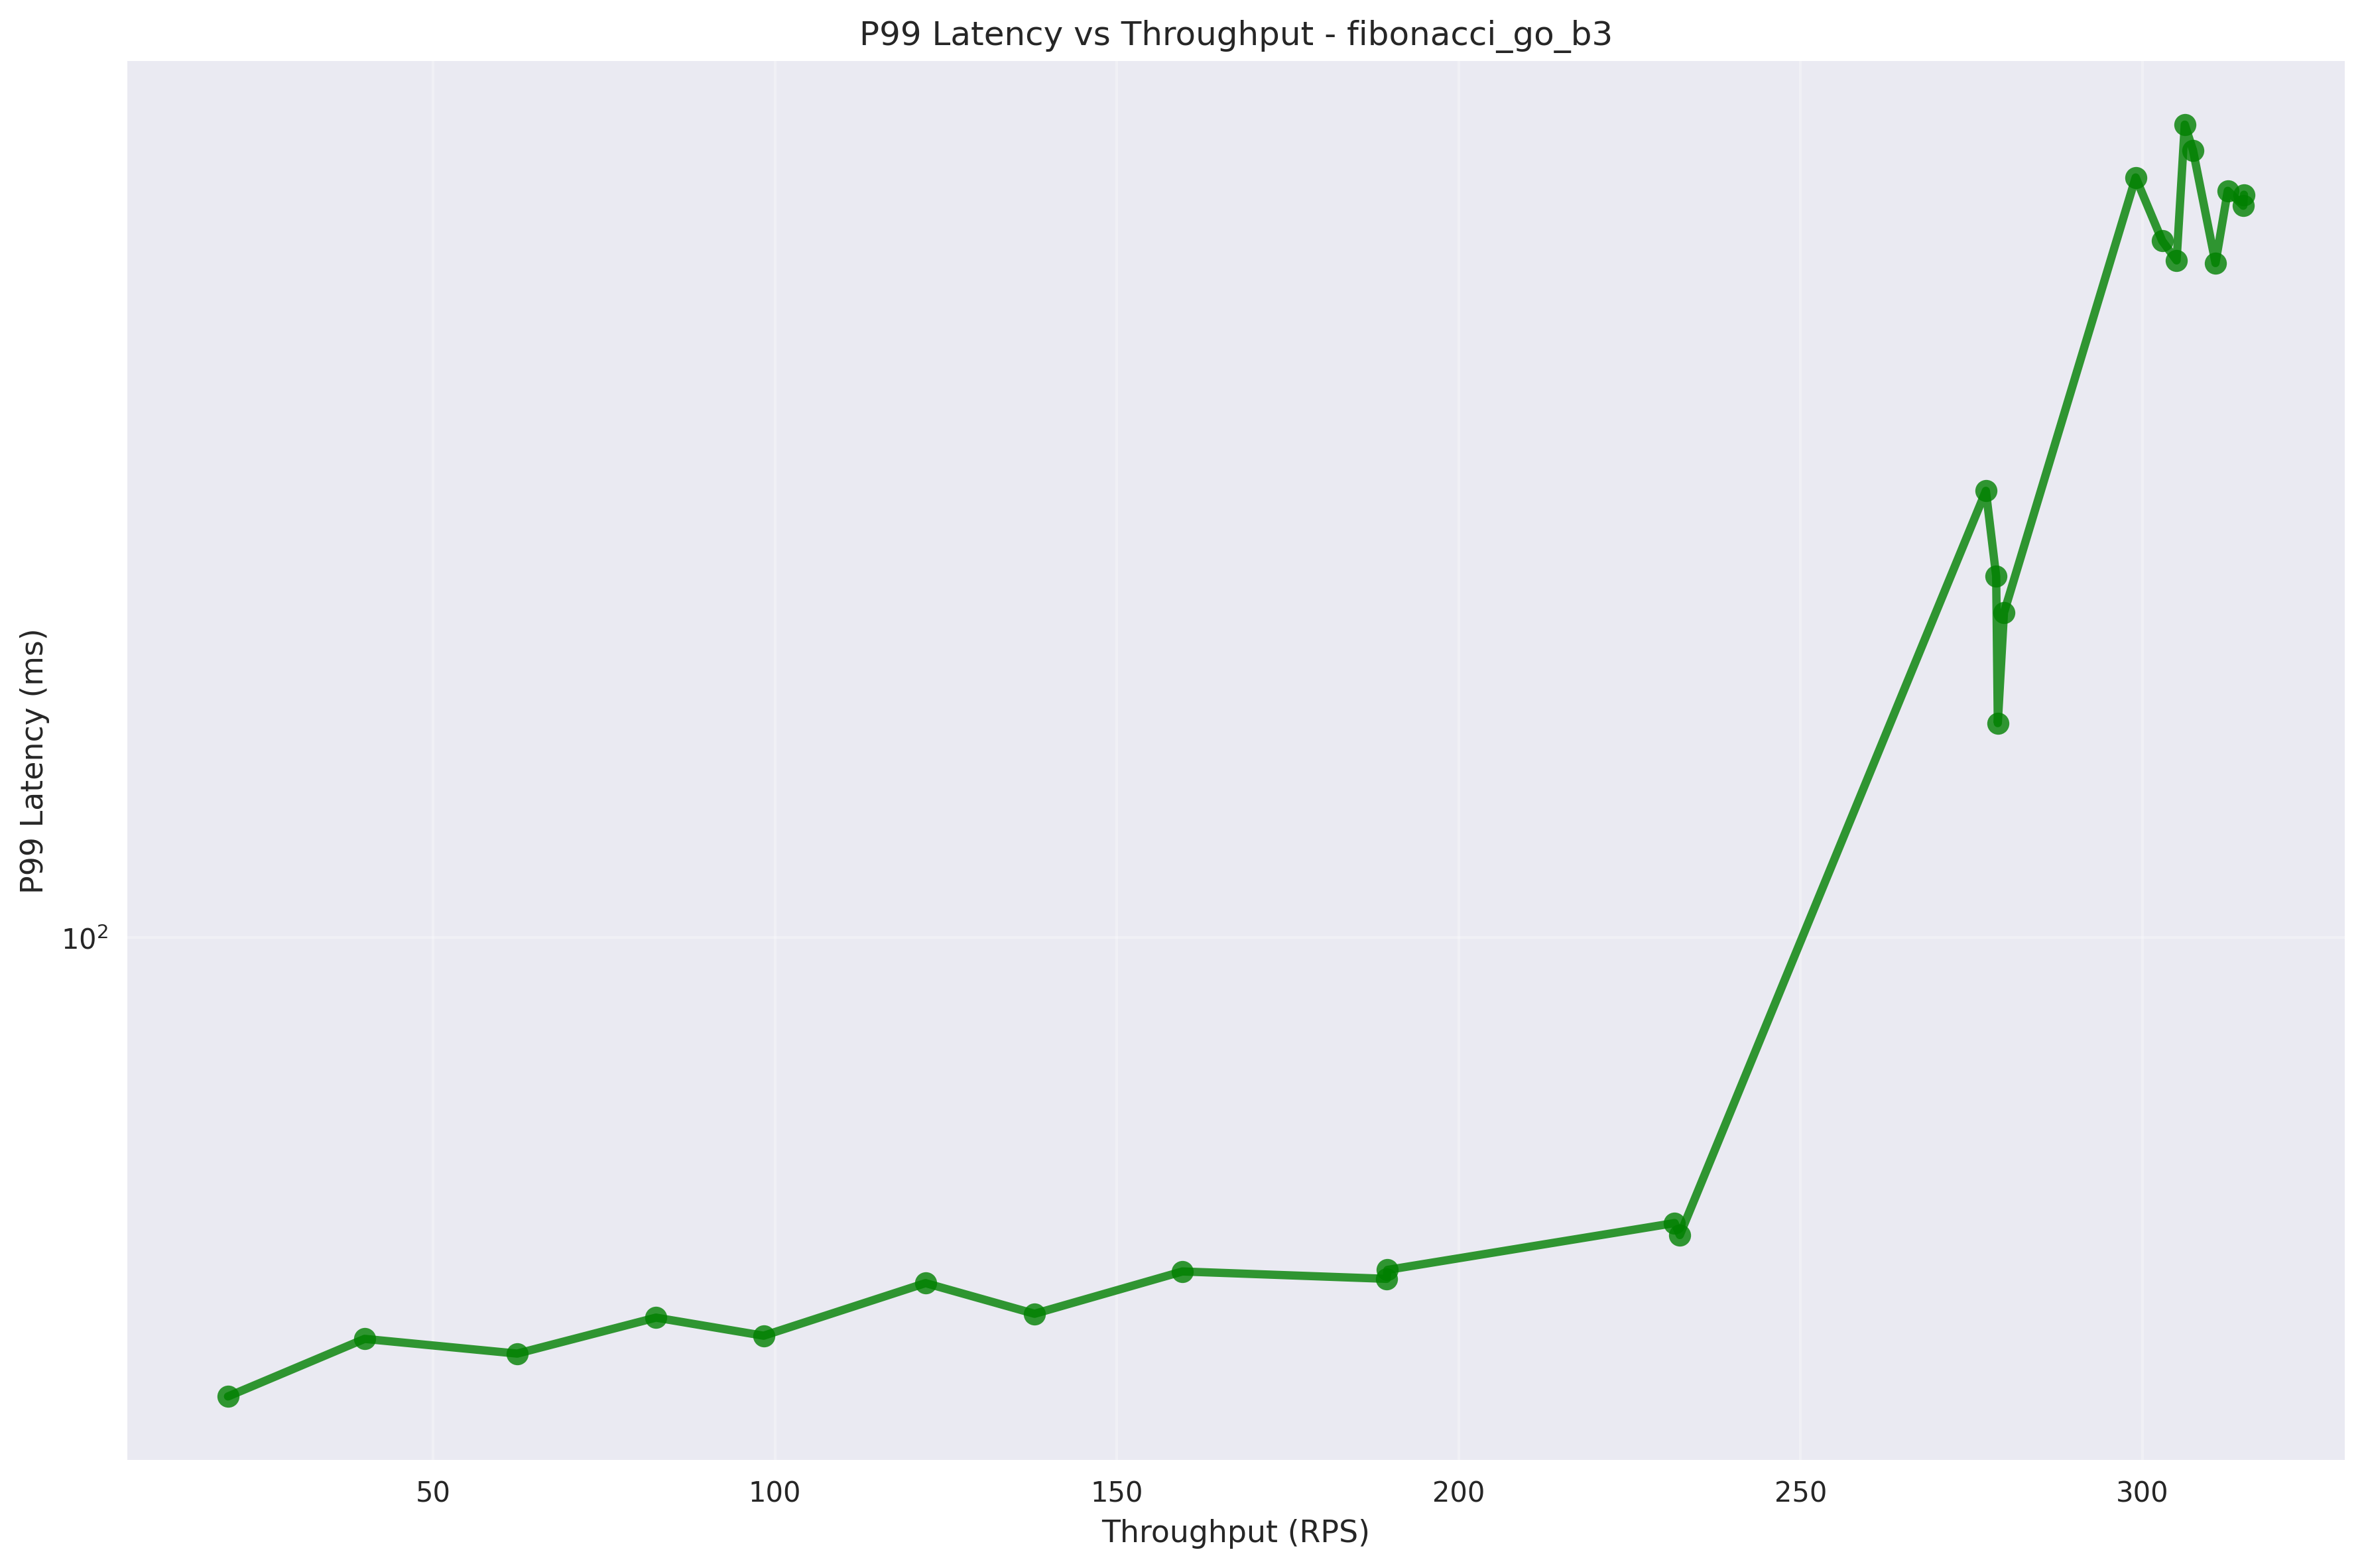 P99 Latency vs Throughput - fibonacci_go_b3
P99 Latency (ms)
10²
50 100 150 200 250 300
Throughput (RPS)